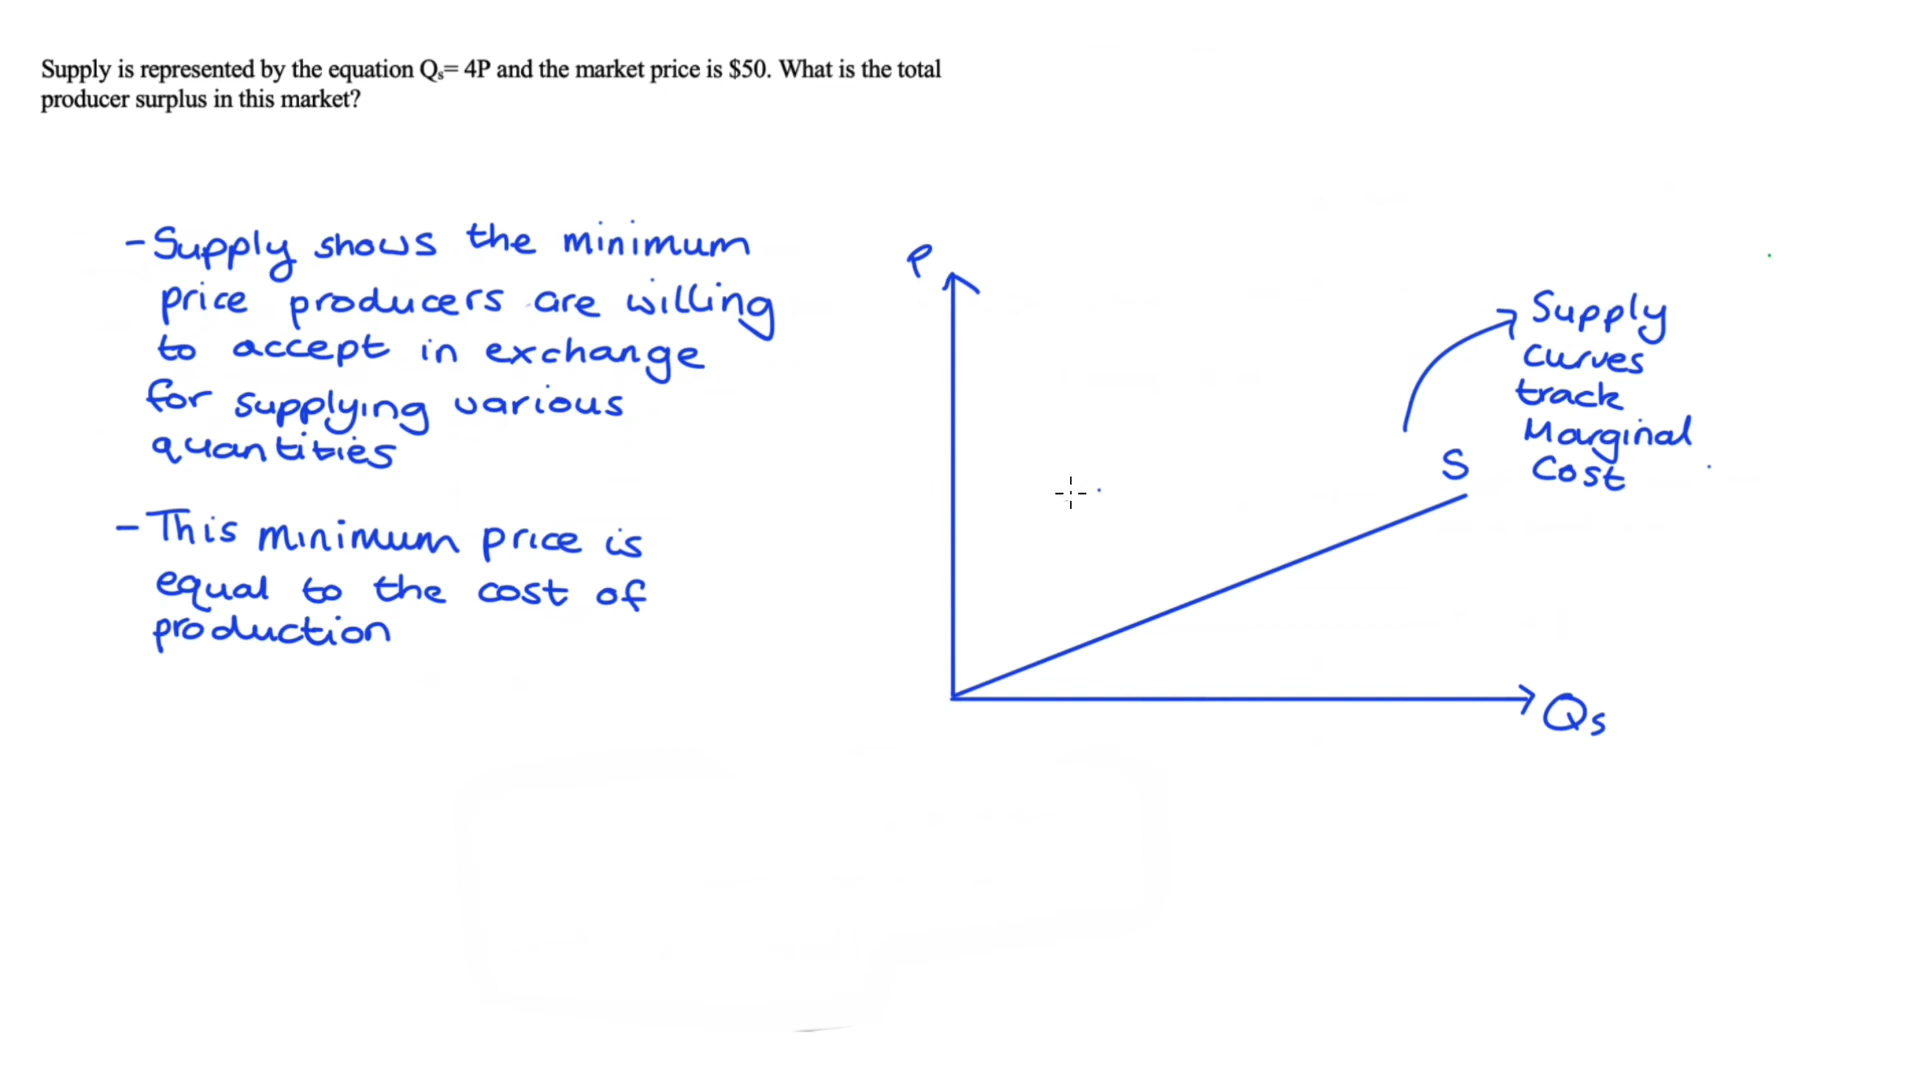 Supply is represented by the equation Qs= 4P and the market price is $50. What is the total
producer surplus in this market?
- Supply shows the minimum
price producers are willing
to accept in exchange
for supplying various
quantities
- This minimum price is
equal to the cost of
production
P
Supply
curves
track
Marginal
Cost
S
Qs